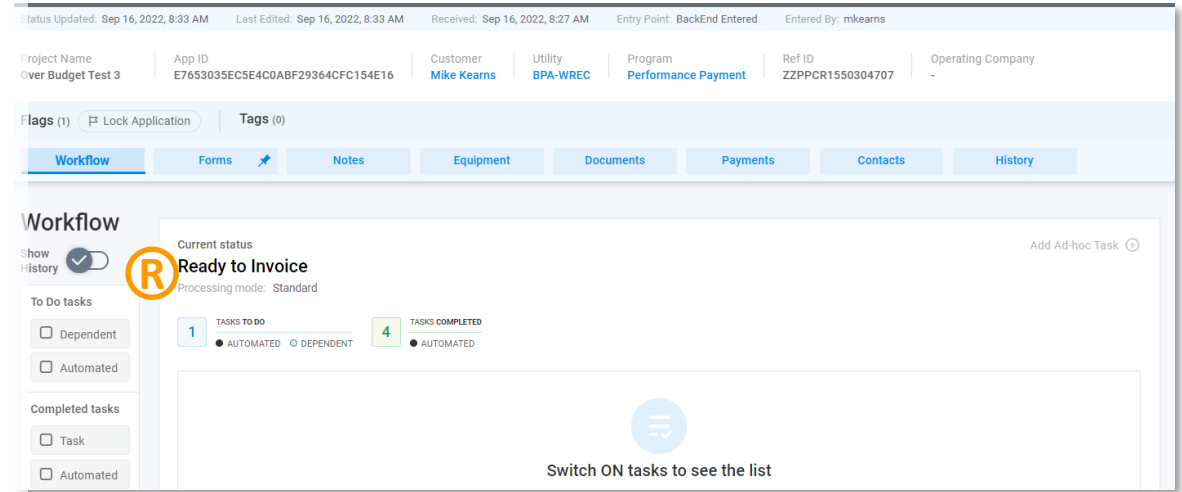 Status Updated: Sep 16, 2022, 8:33 AM Last Edited: Sep 16, 2022, 8:33 AM Received: Sep 16, 2022, 8:27 AM Entry Point: BackEnd Entered Entered By: mkearns
Project Name App ID Customer Utility Program Ref ID Operating Company
Over Budget Test 3 E7653035EC5E4C0ABF29364CFC154E16 Mike Kearns BPA-WREC Performance Payment ZZPPCR1550304707 -
Flags (1) Lock Application Tags (0)
Workflow Forms Notes Equipment Documents Payments Contacts History
Workflow
Show
History
R
Current status Add Ad-hoc Task
Ready to Invoice
Processing mode: Standard
To Do tasks
Dependent
Automated
Completed tasks
Task
Automated
1 TASKS TO DO 4 TASKS COMPLETED
AUTOMATED DEPENDENT AUTOMATED
Switch ON tasks to see the list